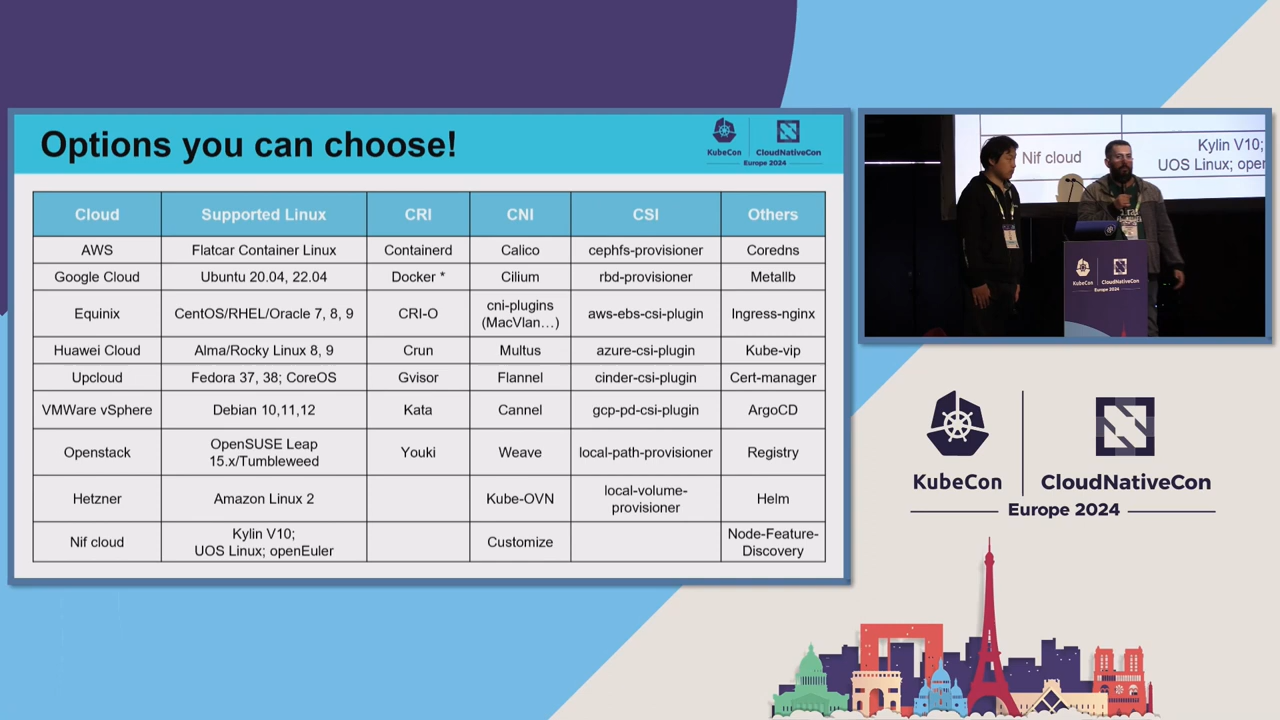 Options you can choose!
KubeCon CloudNativeCon
Europe 2024
Cloud Supported Linux CRI CNI CSI Others
AWS Flatcar Container Linux Containerd Calico cephfs-provisioner Coredns
Google Cloud Ubuntu 20.04, 22.04 Docker * Cilium rbd-provisioner Metallb
Equinix CentOS/RHEL/Oracle 7, 8, 9 CRI-O cni-plugins
(MacVlan…) aws-ebs-csi-plugin Ingress-nginx
Huawei Cloud Alma/Rocky Linux 8, 9 Crun Multus azure-csi-plugin Kube-vip
Upcloud Fedora 37, 38; CoreOS Gvisor Flannel cinder-csi-plugin Cert-manager
VMWare vSphere Debian 10,11,12 Kata Cannel gcp-pd-csi-plugin ArgoCD
Openstack OpenSUSE Leap
15.x/Tumbleweed Youki Weave local-path-provisioner Registry
Hetzner Amazon Linux 2 Kube-OVN local-volume-
provisioner Helm
Nif cloud Kylin V10;
UOS Linux; openEuler Customize Node-Feature-
Discovery
Nif cloud
Kylin V10;
UOS Linux; oper
KubeCon CloudNativeCon
Europe 2024
KubeCon CloudNativeCon
Europe 2024